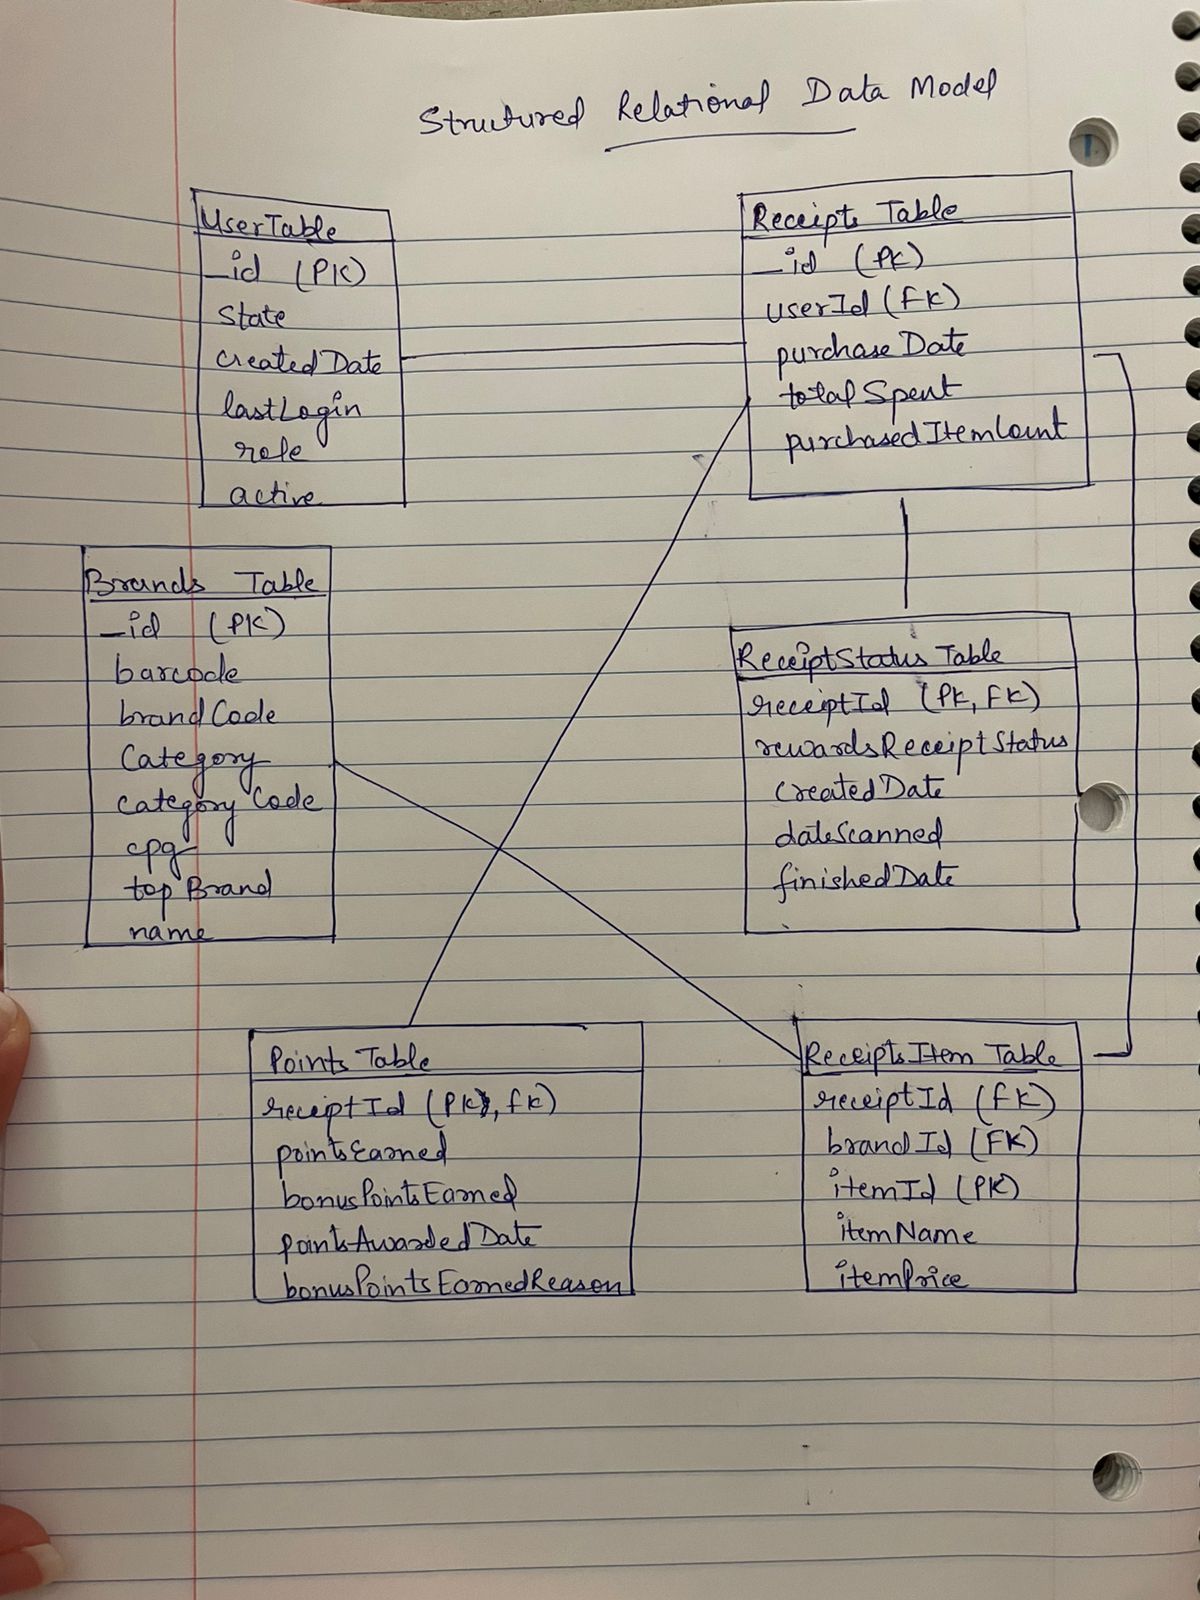 Structured Relational Data Model
UserTable
_id (PK)
State
createdDate
lastLogin
role
active
Receipts Table
_id (PK)
userId (FK)
purchase Date
total Spent
purchasedItemCount
Brands Table
_id (PK)
barcode
brandCode
Category
category Code
cpg
top Brand
name
ReceiptStatus Table
receiptId (PK, FK)
rewardsReceiptStatus
createdDate
dateScanned
finishedDate
Points Table
receiptId (PK), FK)
pointsEarned
bonusPointsEarned
pointsAwardedDate
bonusPointsEarnedReason
ReceiptsItem Table
receiptId (FK)
brandId (FK)
itemId (PK)
itemName
itemPrice